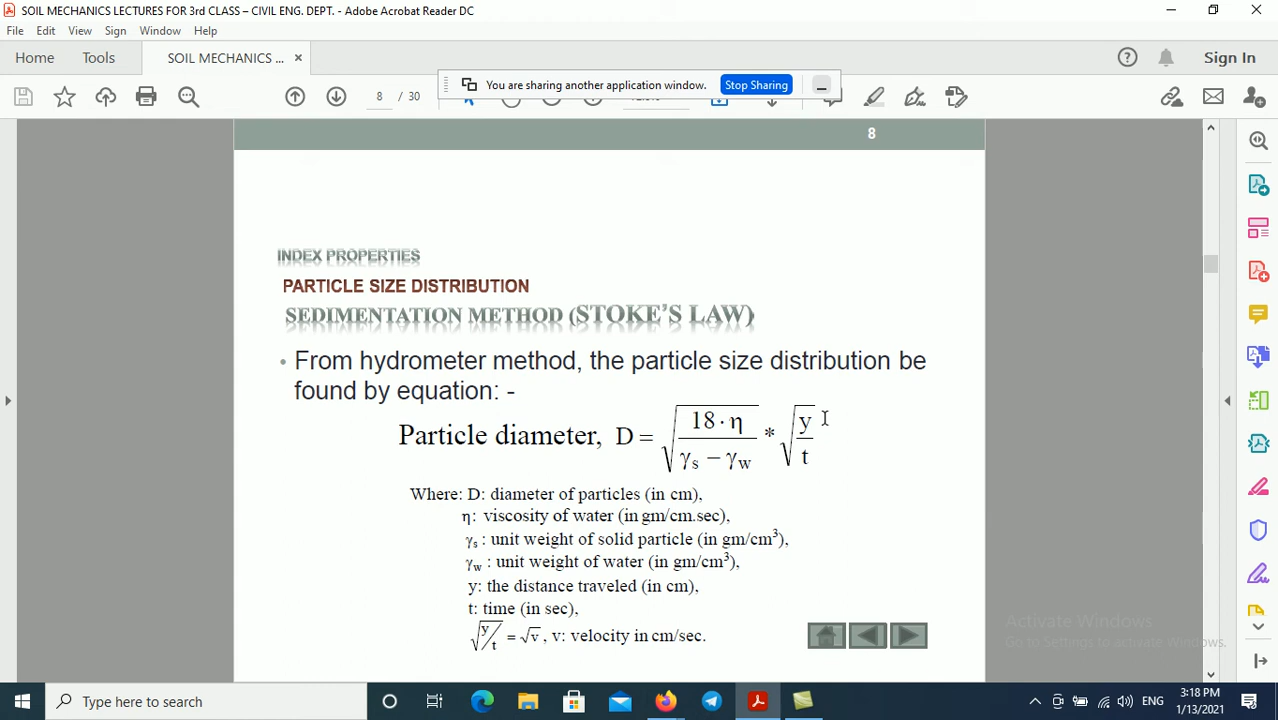 SOIL MECHANICS LECTURES FOR 3rd CLASS – CIVIL ENG. DEPT. - Adobe Acrobat Reader DC
File Edit View Sign Window Help
Home Tools SOIL MECHANICS ... × Sign In
You are sharing another application window. Stop Sharing
8 / 30
8
INDEX PROPERTIES
PARTICLE SIZE DISTRIBUTION
SEDIMENTATION METHOD (STOKE'S LAW)
• From hydrometer method, the particle size distribution be
found by equation: -
Particle diameter, D = √(18·η / γs − γw) * √(y/t)
Where: D: diameter of particles (in cm),
η: viscosity of water (in gm/cm.sec),
γs : unit weight of solid particle (in gm/cm³),
γw : unit weight of water (in gm/cm³),
y: the distance traveled (in cm),
t: time (in sec),
√(y/t) = √v, v: velocity in cm/sec.
Activate Windows
Go to Settings to activate Windows.
Type here to search
ENG
3:18 PM
1/13/2021